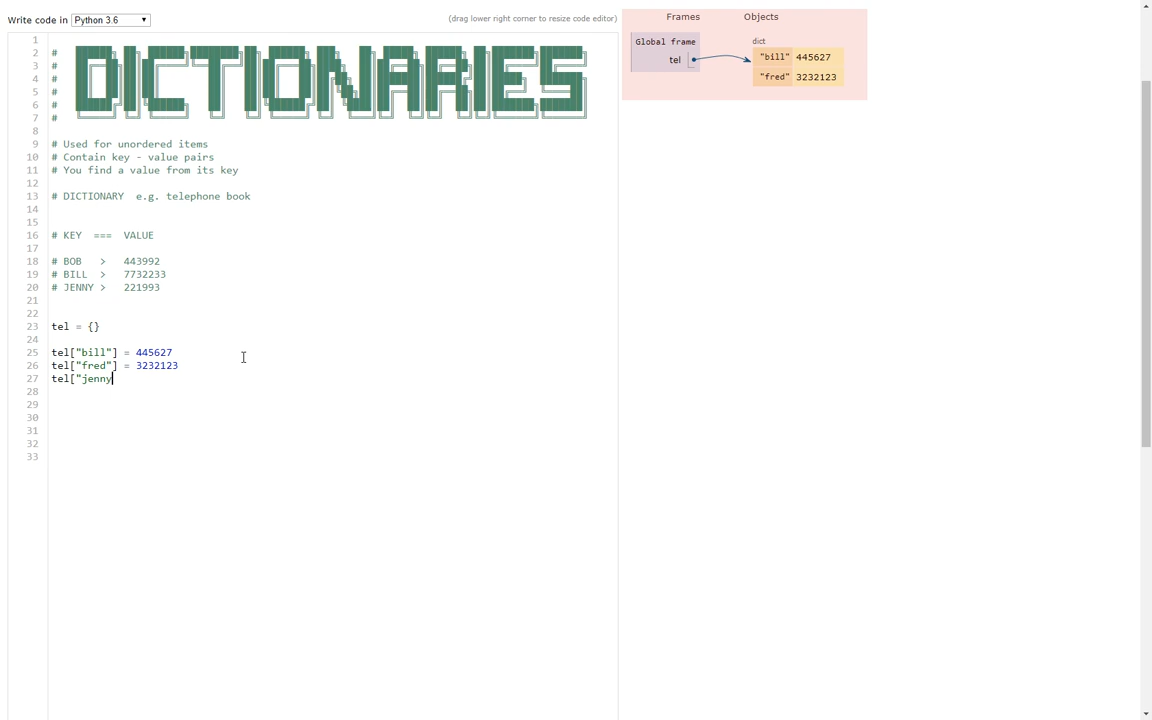 Write code in Python 3.6
(drag lower right corner to resize code editor)
Frames Objects
1
2 #
3 #
4 #
5 #
6 #
7 #
DICTIONARIES
8
9 # Used for unordered items
10 # Contain key - value pairs
11 # You find a value from its key
12
13 # DICTIONARY  e.g. telephone book
14
15
16 # KEY  ===  VALUE
17
18 # BOB   >   443992
19 # BILL  >   7732233
20 # JENNY >   221993
21
22
23 tel = {}
24
25 tel["bill"] = 445627
26 tel["fred"] = 3232123
27 tel["jenny
28
29
30
31
32
33
Global frame
tel
dict
"bill" 445627
"fred" 3232123